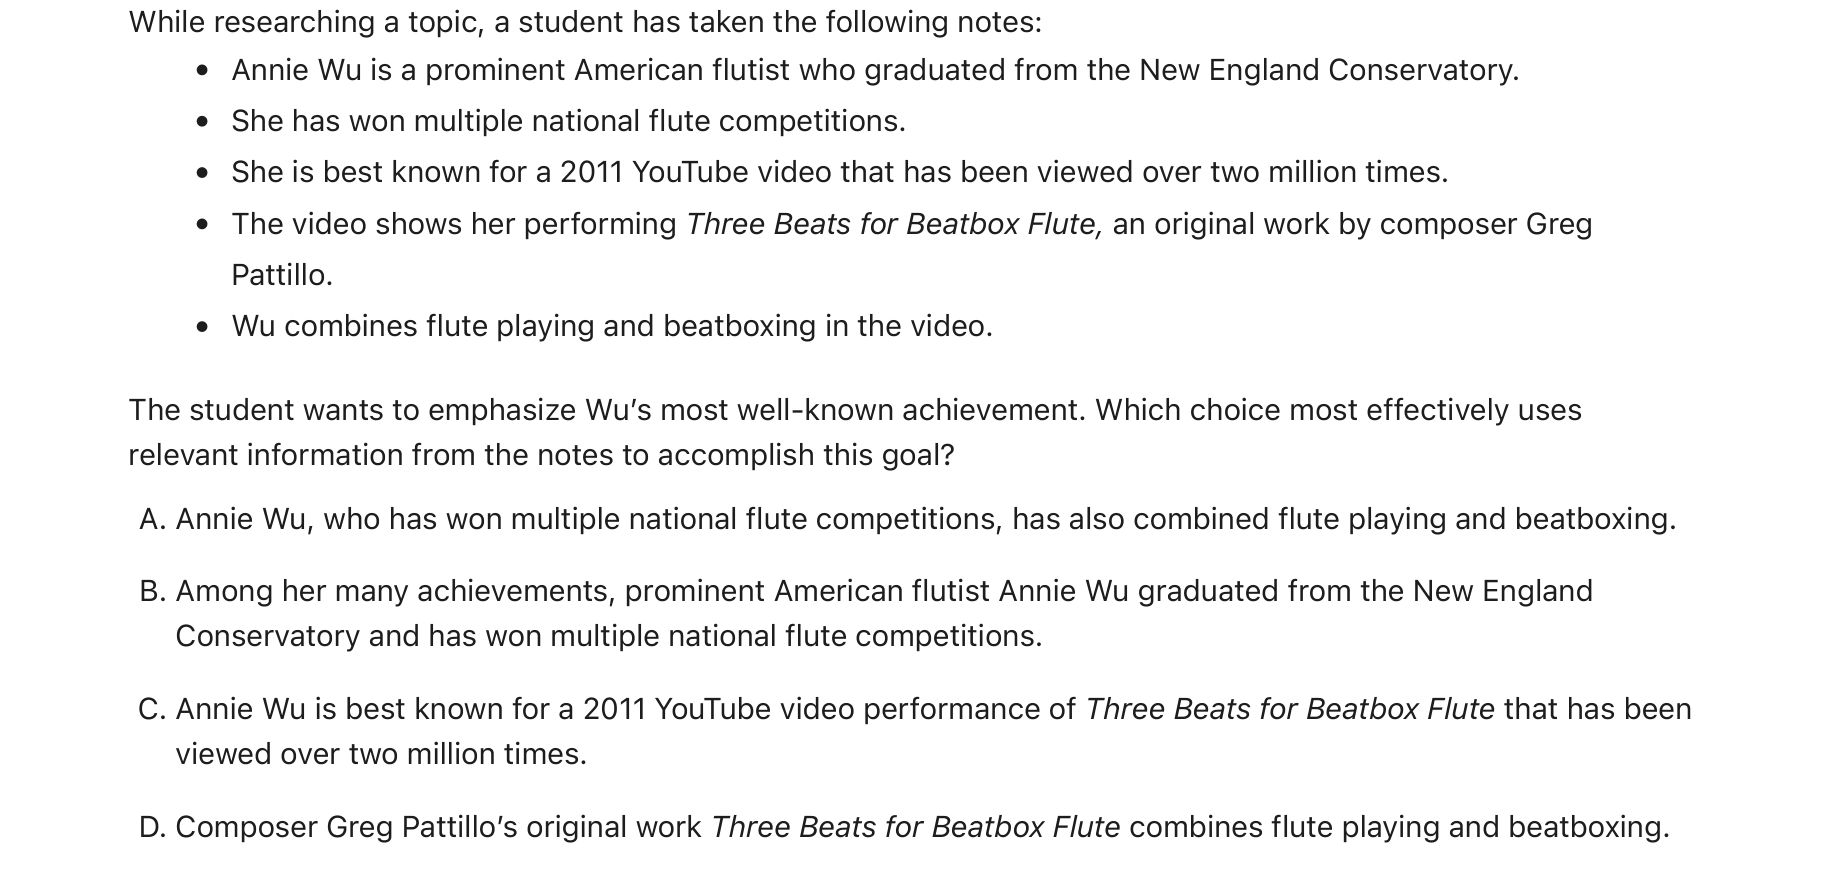 While researching a topic, a student has taken the following notes:
• Annie Wu is a prominent American flutist who graduated from the New England Conservatory.
• She has won multiple national flute competitions.
• She is best known for a 2011 YouTube video that has been viewed over two million times.
• The video shows her performing Three Beats for Beatbox Flute, an original work by composer Greg
Pattillo.
• Wu combines flute playing and beatboxing in the video.
The student wants to emphasize Wu’s most well-known achievement. Which choice most effectively uses
relevant information from the notes to accomplish this goal?
A. Annie Wu, who has won multiple national flute competitions, has also combined flute playing and beatboxing.
B. Among her many achievements, prominent American flutist Annie Wu graduated from the New England
Conservatory and has won multiple national flute competitions.
C. Annie Wu is best known for a 2011 YouTube video performance of Three Beats for Beatbox Flute that has been
viewed over two million times.
D. Composer Greg Pattillo’s original work Three Beats for Beatbox Flute combines flute playing and beatboxing.